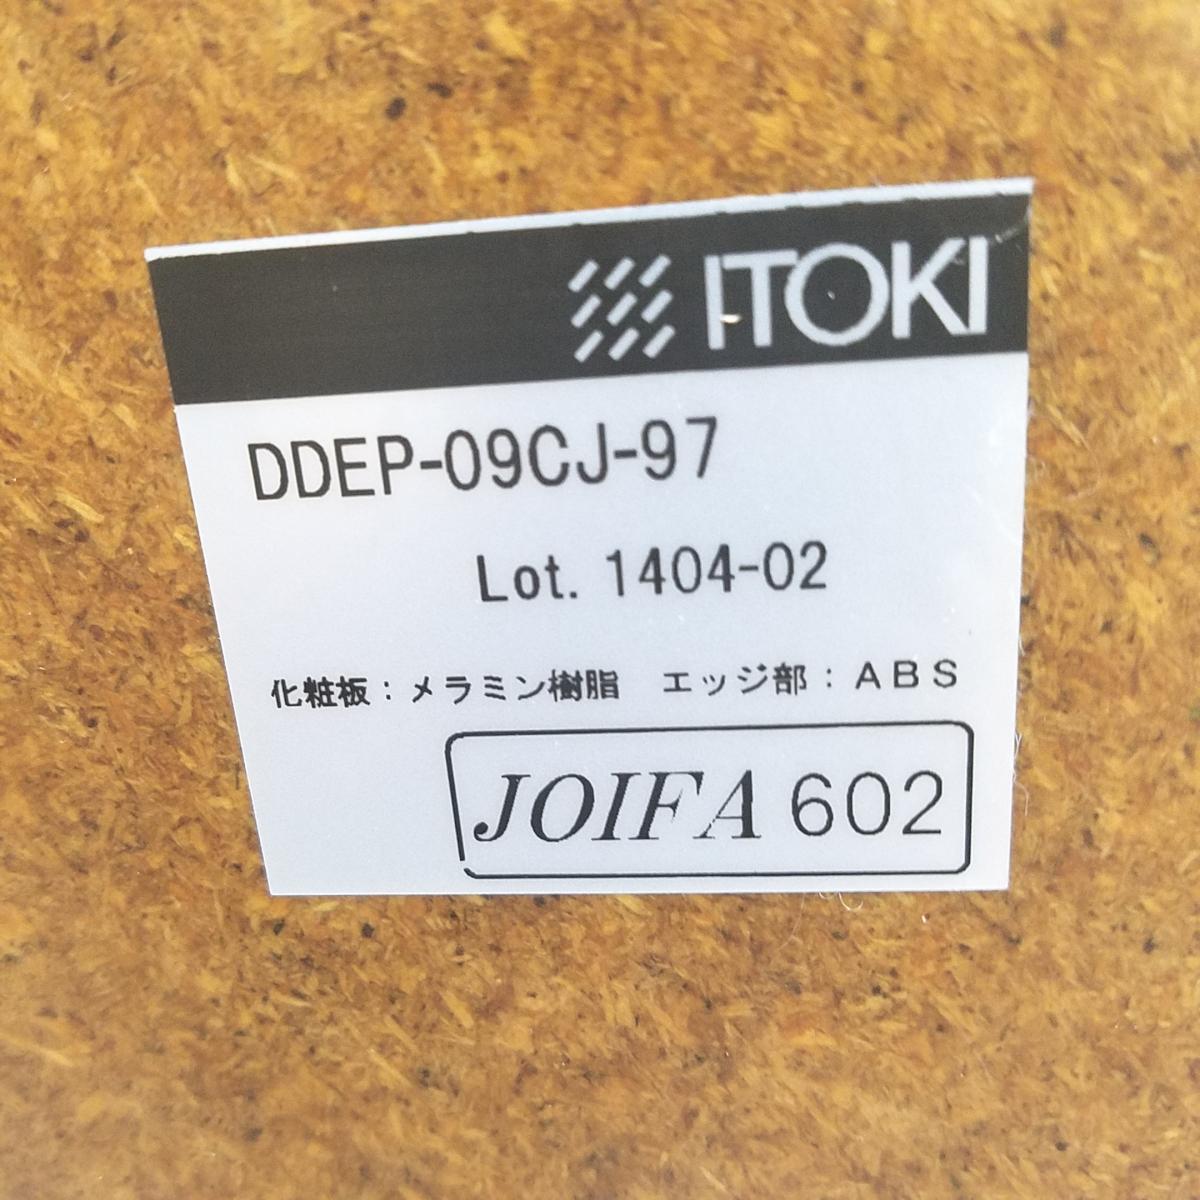 ITOKI
DDEP-09CJ-97
Lot. 1404-02
化粧板：メラミン樹脂　エッジ部：ＡＢＳ
JOIFA 602